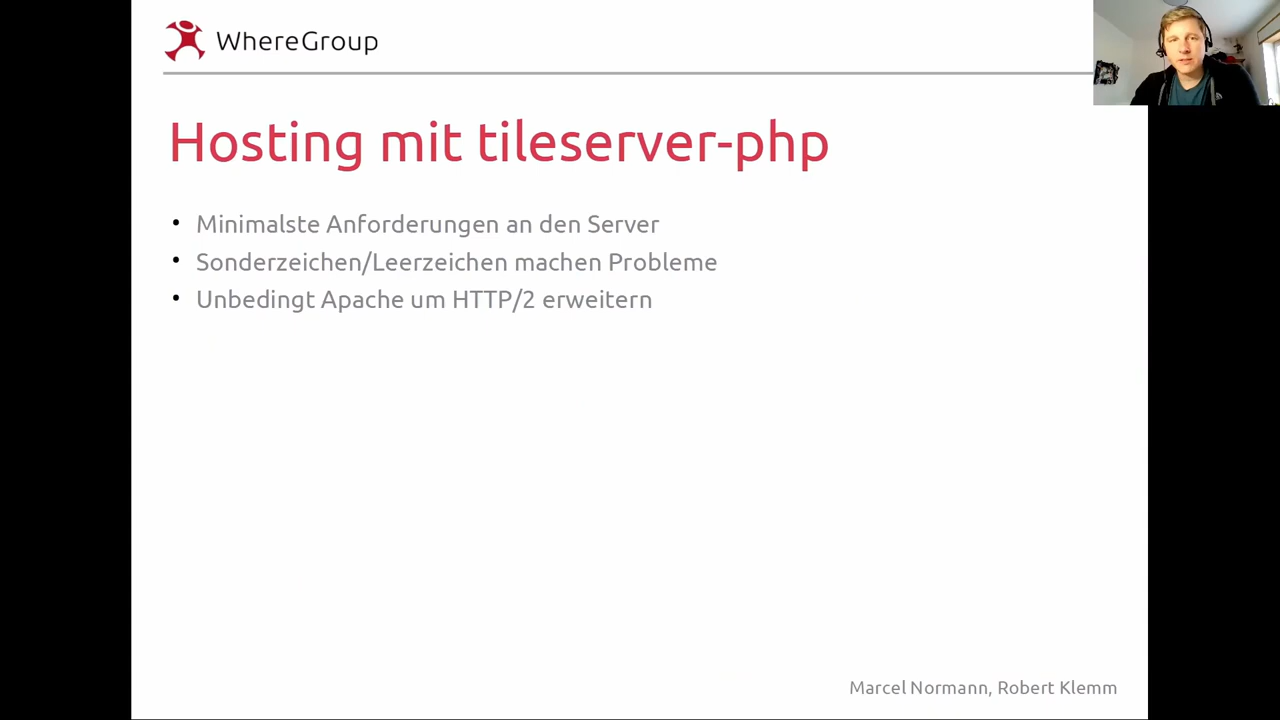 WhereGroup
Hosting mit tileserver-php
• Minimalste Anforderungen an den Server
• Sonderzeichen/Leerzeichen machen Probleme
• Unbedingt Apache um HTTP/2 erweitern
Marcel Normann, Robert Klemm